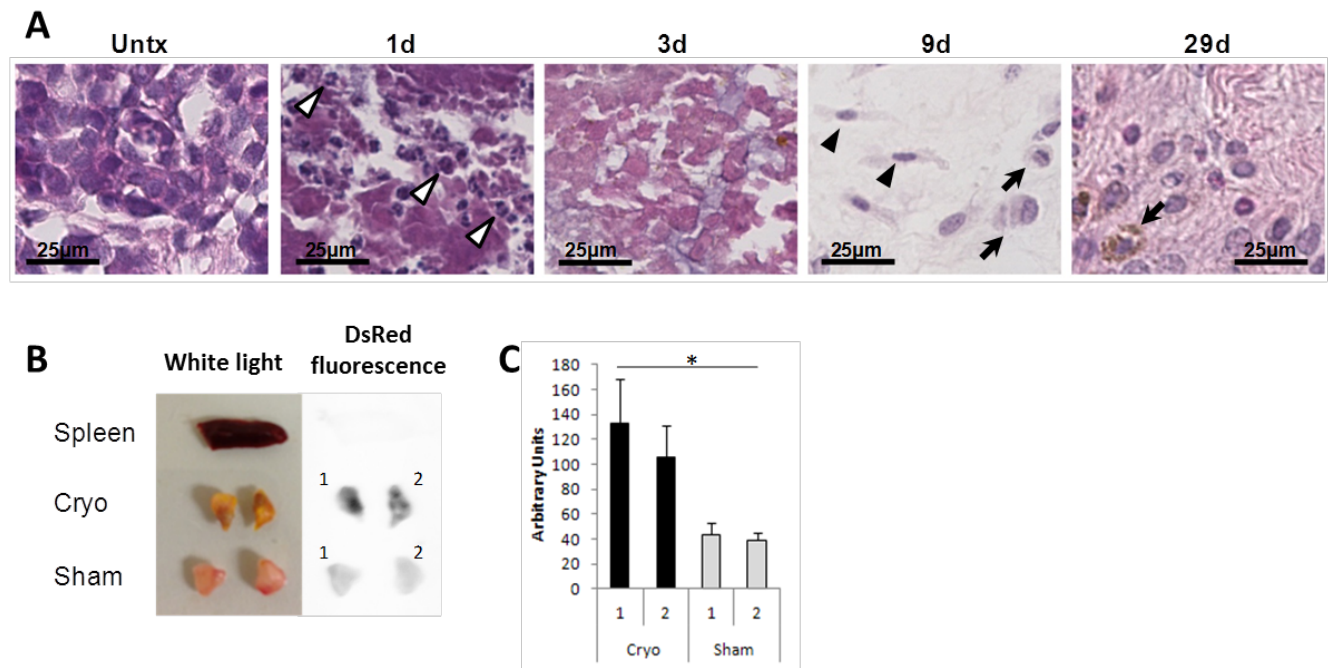 A
Untx
1d
3d
9d
29d
25µm
25µm
25µm
25µm
25µm
B
White light
DsRed
fluorescence
Spleen
Cryo
Sham
1
2
1
2
C
*
180
160
140
120
100
80
60
40
20
0
Arbitrary Units
1
2
1
2
Cryo
Sham